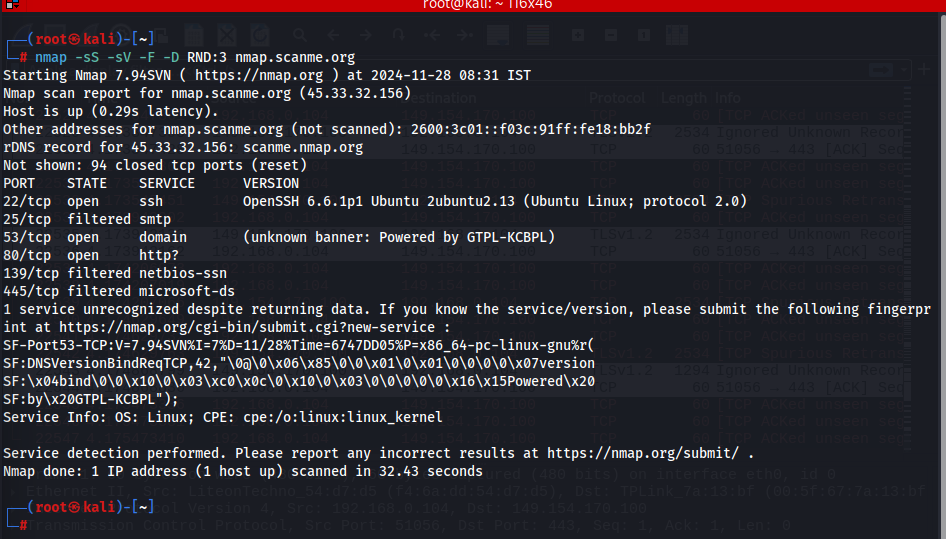 root@kali: ~ 116x46
┌──(root㉿kali)-[~]
└─# nmap -sS -sV -F -D RND:3 nmap.scanme.org
Starting Nmap 7.94SVN ( https://nmap.org ) at 2024-11-28 08:31 IST
Nmap scan report for nmap.scanme.org (45.33.32.156)
Host is up (0.29s latency).
Other addresses for nmap.scanme.org (not scanned): 2600:3c01::f03c:91ff:fe18:bb2f
rDNS record for 45.33.32.156: scanme.nmap.org
Not shown: 94 closed tcp ports (reset)
PORT    STATE    SERVICE      VERSION
22/tcp  open     ssh          OpenSSH 6.6.1p1 Ubuntu 2ubuntu2.13 (Ubuntu Linux; protocol 2.0)
25/tcp  filtered smtp
53/tcp  open     domain       (unknown banner: Powered by GTPL-KCBPL)
80/tcp  open     http?
139/tcp filtered netbios-ssn
445/tcp filtered microsoft-ds
1 service unrecognized despite returning data. If you know the service/version, please submit the following fingerpr
int at https://nmap.org/cgi-bin/submit.cgi?new-service :
SF-Port53-TCP:V=7.94SVN%I=7%D=11/28%Time=6747DD05%P=x86_64-pc-linux-gnu%r(
SF:DNSVersionBindReqTCP,42,"\0@\0\x06\x85\0\0\x01\0\x01\0\0\0\0\x07version
SF:\x04bind\0\0\x10\0\x03\xc0\x0c\0\x10\0\x03\0\0\0\0\0\x16\x15Powered\x20
SF:by\x20GTPL-KCBPL");
Service Info: OS: Linux; CPE: cpe:/o:linux:linux_kernel
Service detection performed. Please report any incorrect results at https://nmap.org/submit/ .
Nmap done: 1 IP address (1 host up) scanned in 32.43 seconds
┌──(root㉿kali)-[~]
└─#